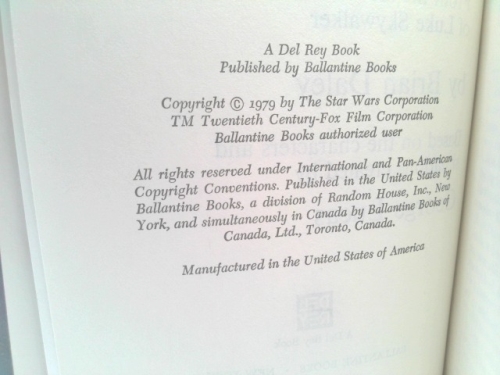 A Del Rey Book
Published by Ballantine Books
Copyright © 1979 by The Star Wars Corporation
TM Twentieth Century-Fox Film Corporation
Ballantine Books authorized user
All rights reserved under International and Pan-American
Copyright Conventions. Published in the United States by
Ballantine Books, a division of Random House, Inc., New
York, and simultaneously in Canada by Ballantine Books of
Canada, Ltd., Toronto, Canada.
Manufactured in the United States of America